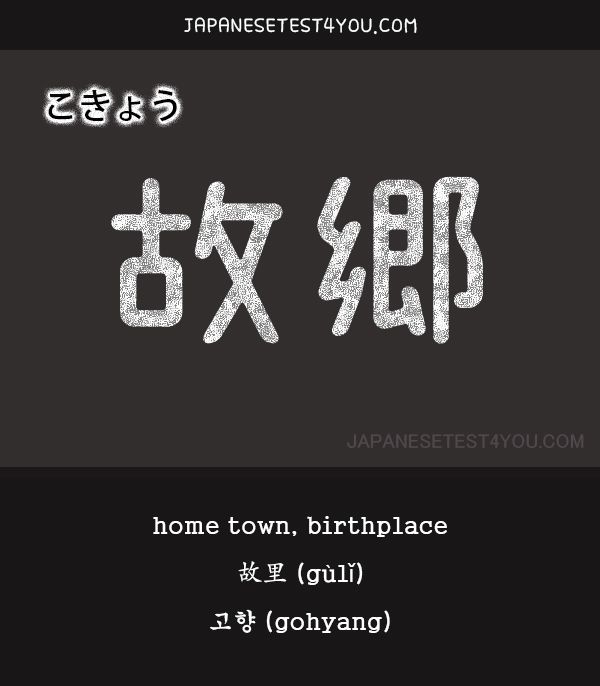 JAPANESETEST4YOU.COM
こきょう
故郷
JAPANESETEST4YOU.COM
home town, birthplace
故里 (gùlǐ)
고향 (gohyang)